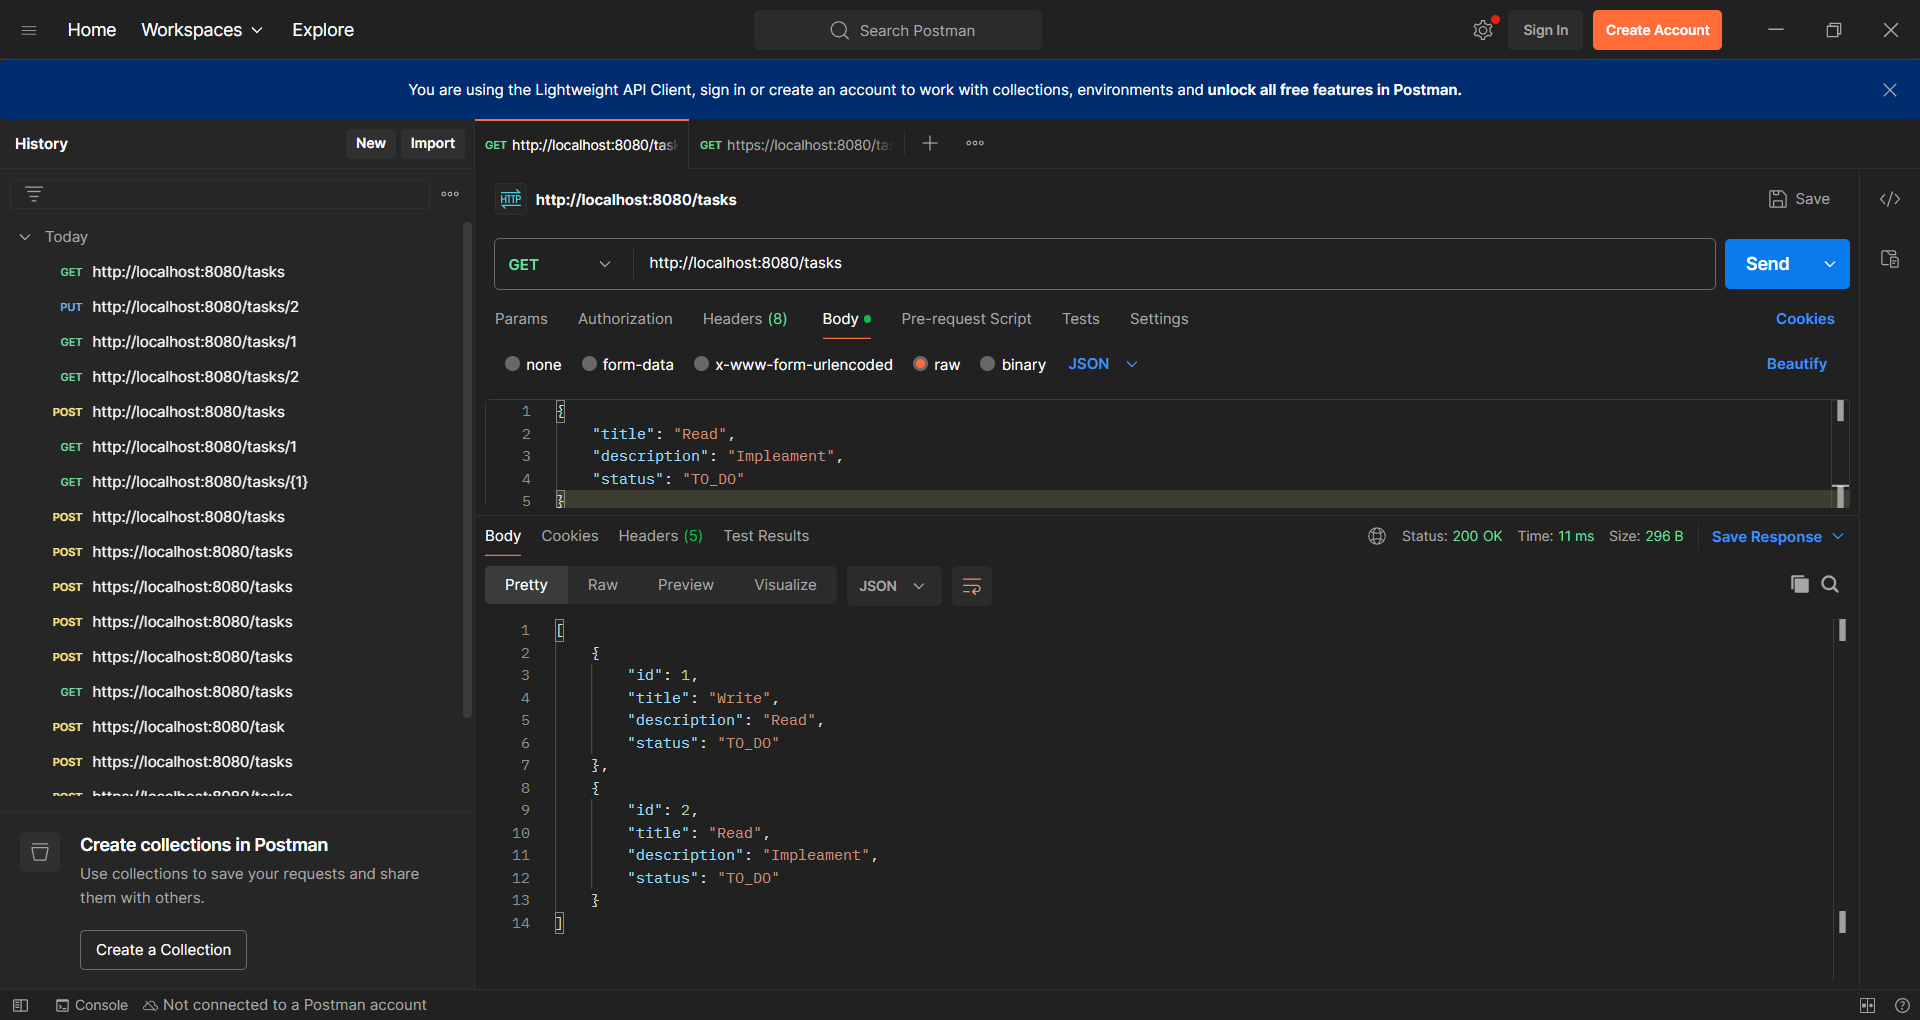 Home Workspaces Explore Search Postman Sign In Create Account
You are using the Lightweight API Client, sign in or create an account to work with collections, environments and unlock all free features in Postman.
History New Import
Today
GET http://localhost:8080/tasks
PUT http://localhost:8080/tasks/2
GET http://localhost:8080/tasks/1
GET http://localhost:8080/tasks/2
POST http://localhost:8080/tasks
GET http://localhost:8080/tasks/1
GET http://localhost:8080/tasks/{1}
POST http://localhost:8080/tasks
POST https://localhost:8080/tasks
POST https://localhost:8080/tasks
POST https://localhost:8080/tasks
POST https://localhost:8080/tasks
GET https://localhost:8080/tasks
POST https://localhost:8080/task
POST https://localhost:8080/tasks
Create collections in Postman
Use collections to save your requests and share
them with others.
Create a Collection
GET http://localhost:8080/tas GET https://localhost:8080/ta
HTTP http://localhost:8080/tasks Save
GET http://localhost:8080/tasks Send
Params Authorization Headers (8) Body Pre-request Script Tests Settings Cookies
none form-data x-www-form-urlencoded raw binary JSON Beautify
1 {
2 "title": "Read",
3 "description": "Impleament",
4 "status": "TO_DO"
5 }
Body Cookies Headers (5) Test Results Status: 200 OK Time: 11 ms Size: 296 B Save Response
Pretty Raw Preview Visualize JSON
1 [
2 {
3 "id": 1,
4 "title": "Write",
5 "description": "Read",
6 "status": "TO_DO"
7 },
8 {
9 "id": 2,
10 "title": "Read",
11 "description": "Impleament",
12 "status": "TO_DO"
13 }
14 ]
Console Not connected to a Postman account